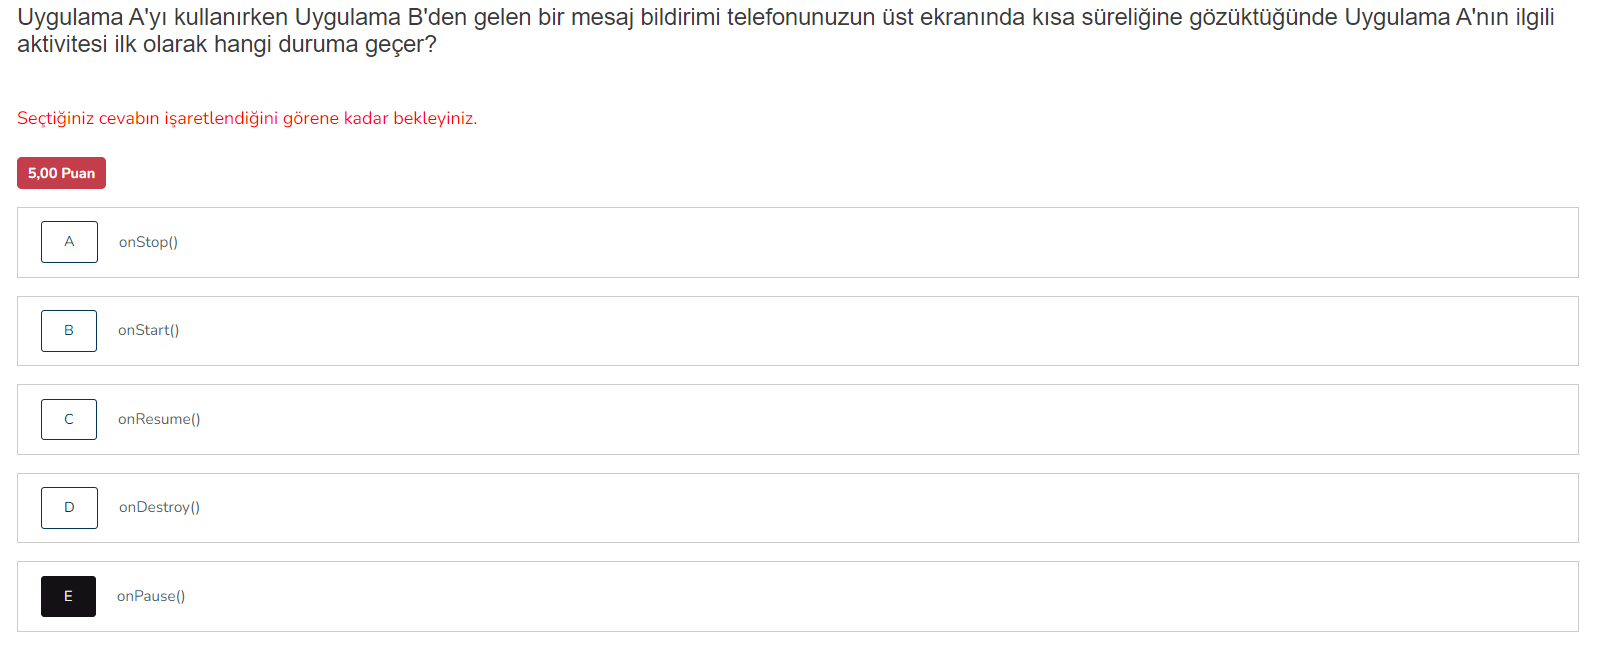 Uygulama A'yı kullanırken Uygulama B'den gelen bir mesaj bildirimi telefonunuzun üst ekranında kısa süreliğine gözüktüğünde Uygulama A'nın ilgili
aktivitesi ilk olarak hangi duruma geçer?
Seçtiğiniz cevabın işaretlendiğini görene kadar bekleyiniz.
5,00 Puan
A onStop()
B onStart()
C onResume()
D onDestroy()
E onPause()